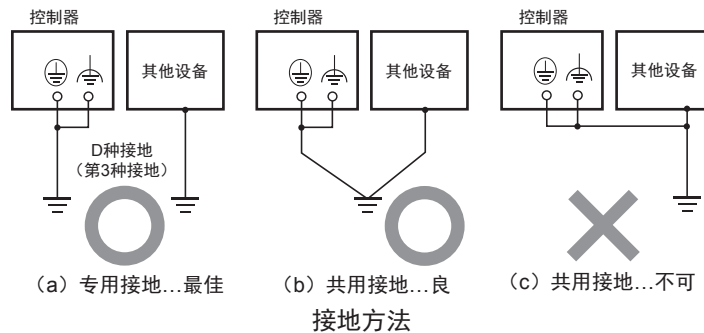 控制器
其他设备
D种接地
（第3种接地）
（a）专用接地...最佳
控制器
其他设备
（b）共用接地...良
控制器
其他设备
（c）共用接地...不可
接地方法